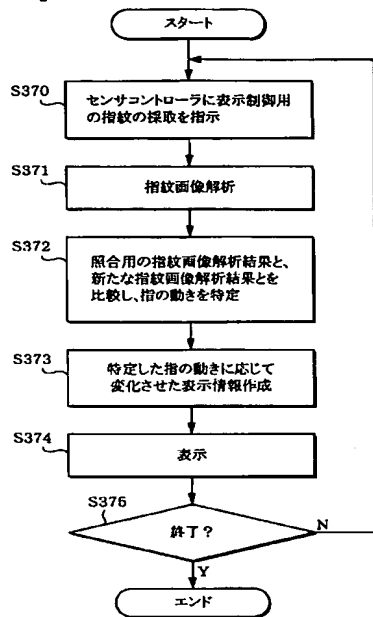 スタート
S370
センサコントローラに表示制御用
の指紋の採取を指示
S371
指紋画像解析
S372
照合用の指紋画像解析結果と、
新たな指紋画像解析結果とを
比較し、指の動きを特定
S373
特定した指の動きに応じて
変化させた表示情報作成
S374
表示
S376
終了?
N
Y
エンド